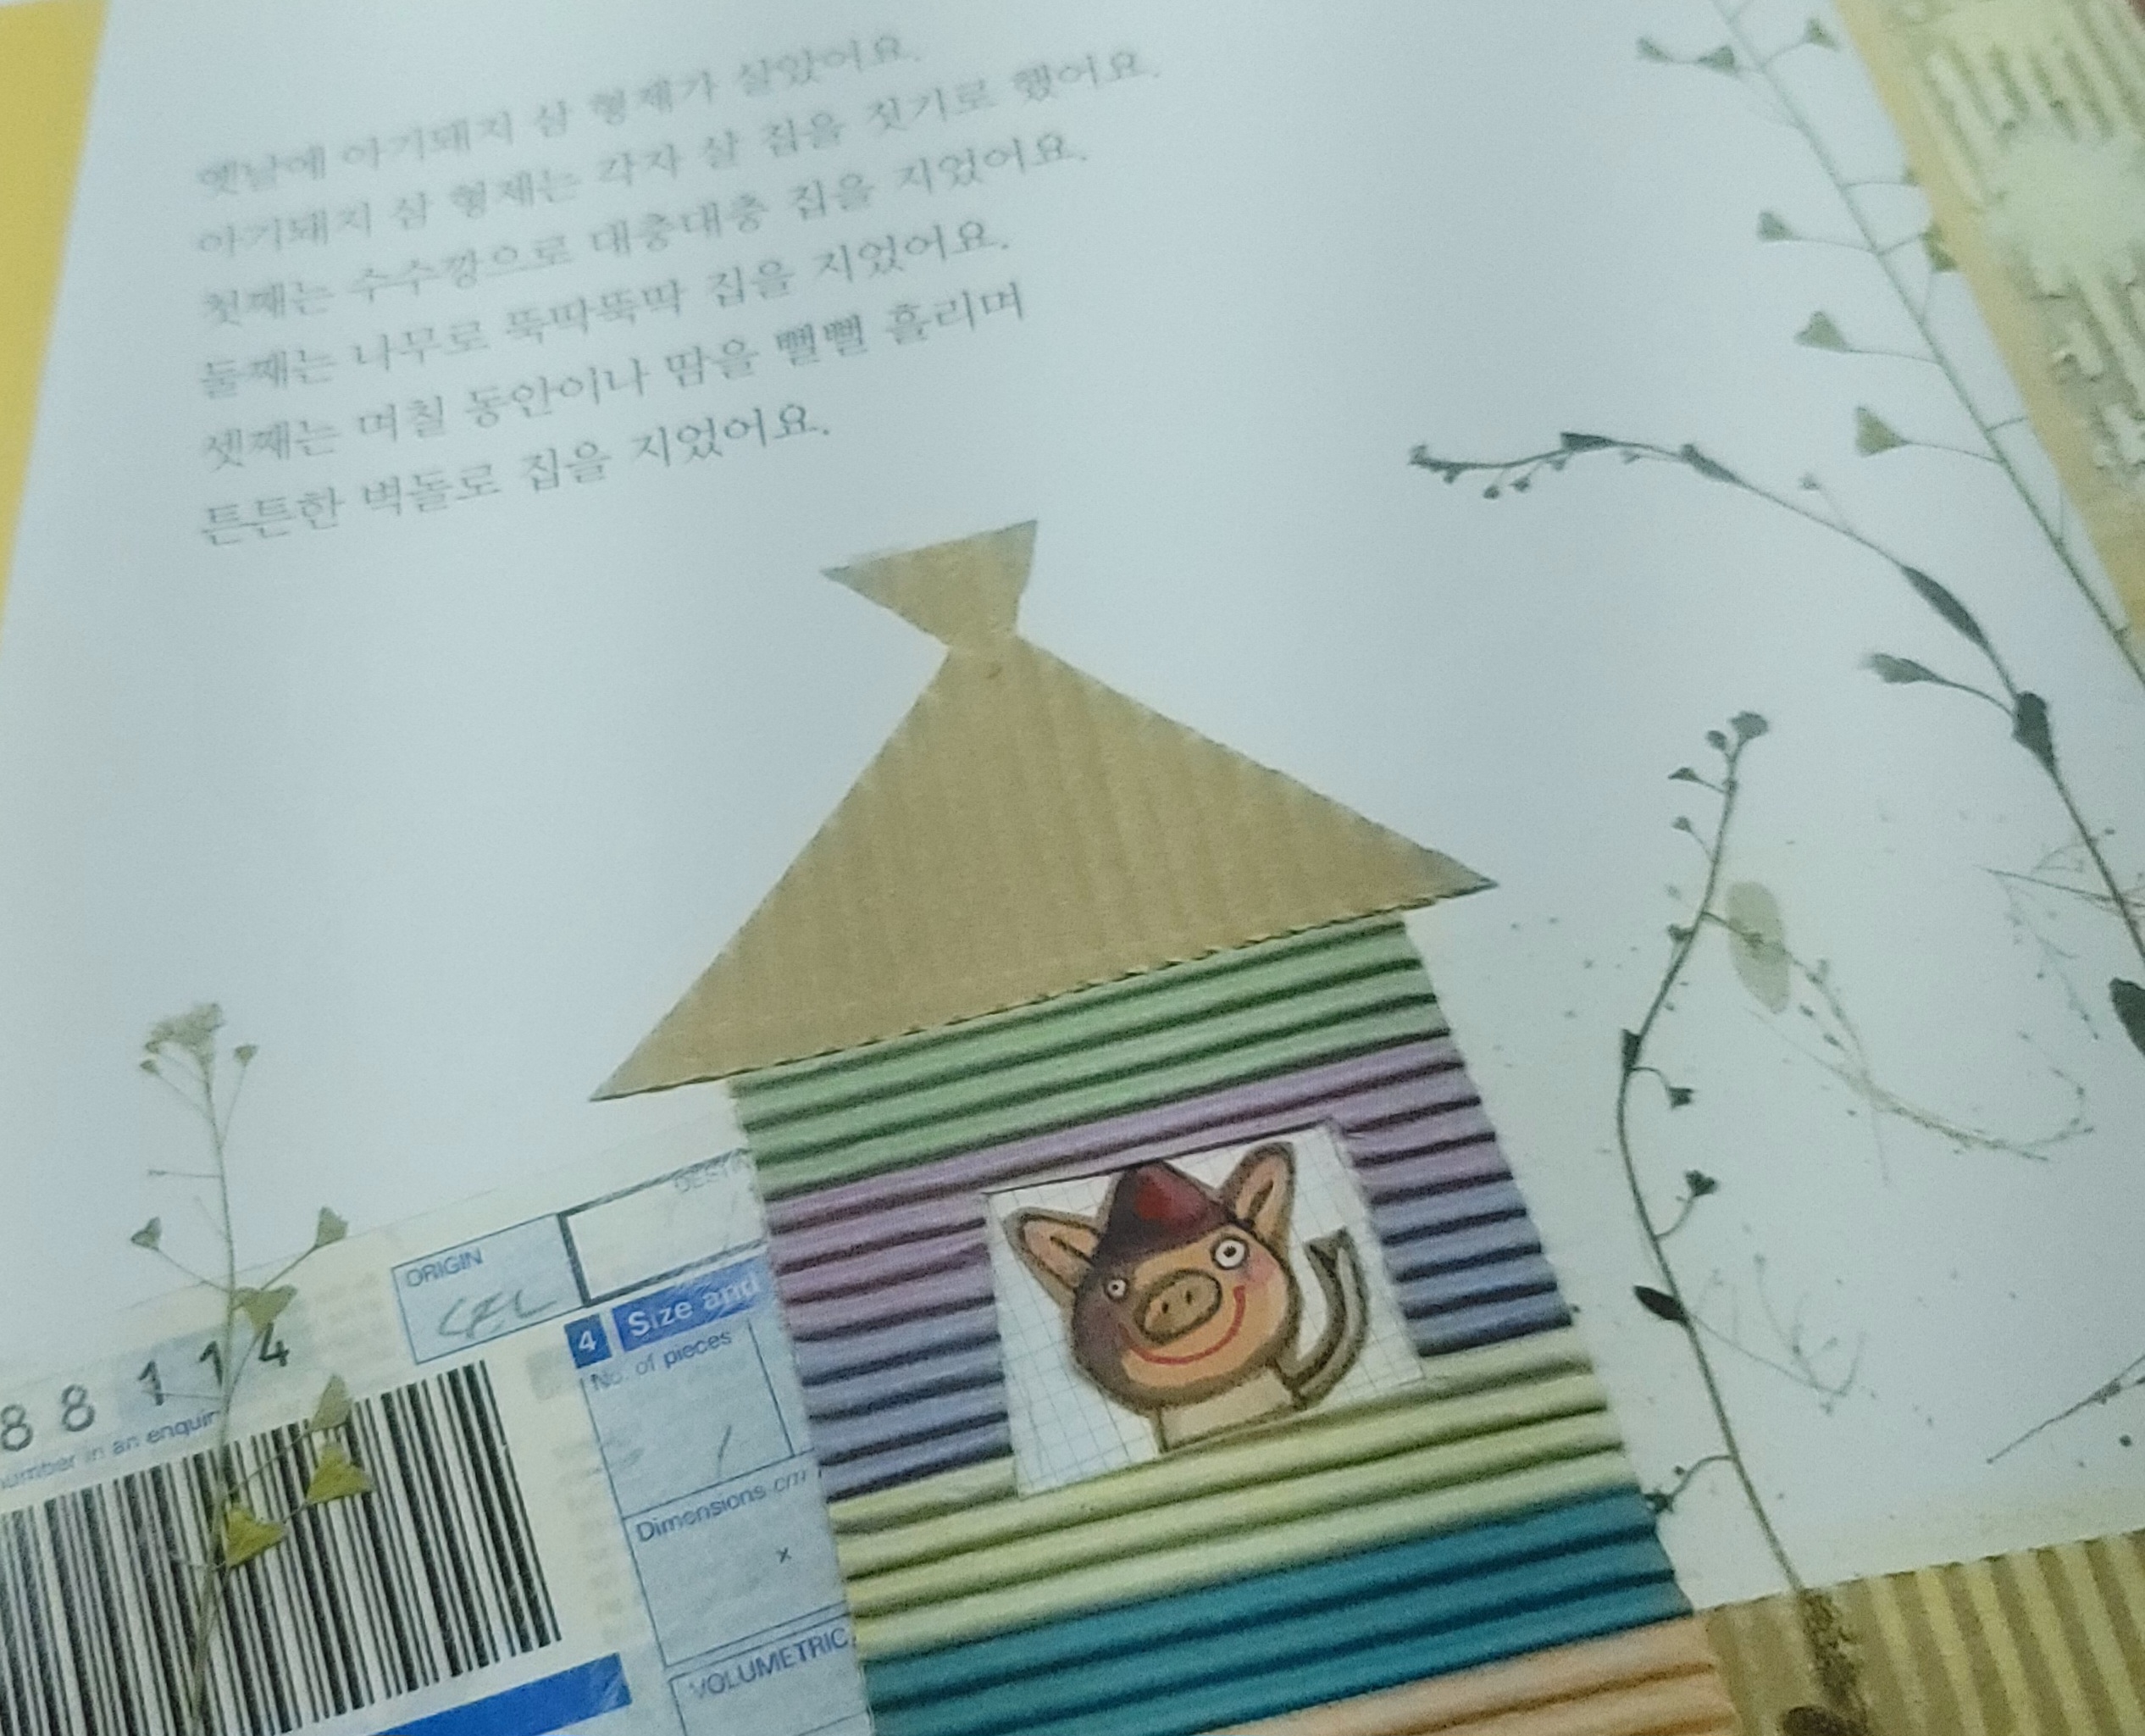 옛날에 아기돼지 삼 형제가 살았어요.
아기돼지 삼 형제는 각자 살 집을 짓기로 했어요.
첫째는 수수깡으로 대충대충 집을 지었어요.
둘째는 나무로 뚝딱뚝딱 집을 지었어요.
셋째는 며칠 동안이나 땀을 뻘뻘 흘리며
튼튼한 벽돌로 집을 지었어요.
ORIGIN
4 Size and
No. of pieces
88 114
number in an enquir
Dimensions cm
x
VOLUMETRIC